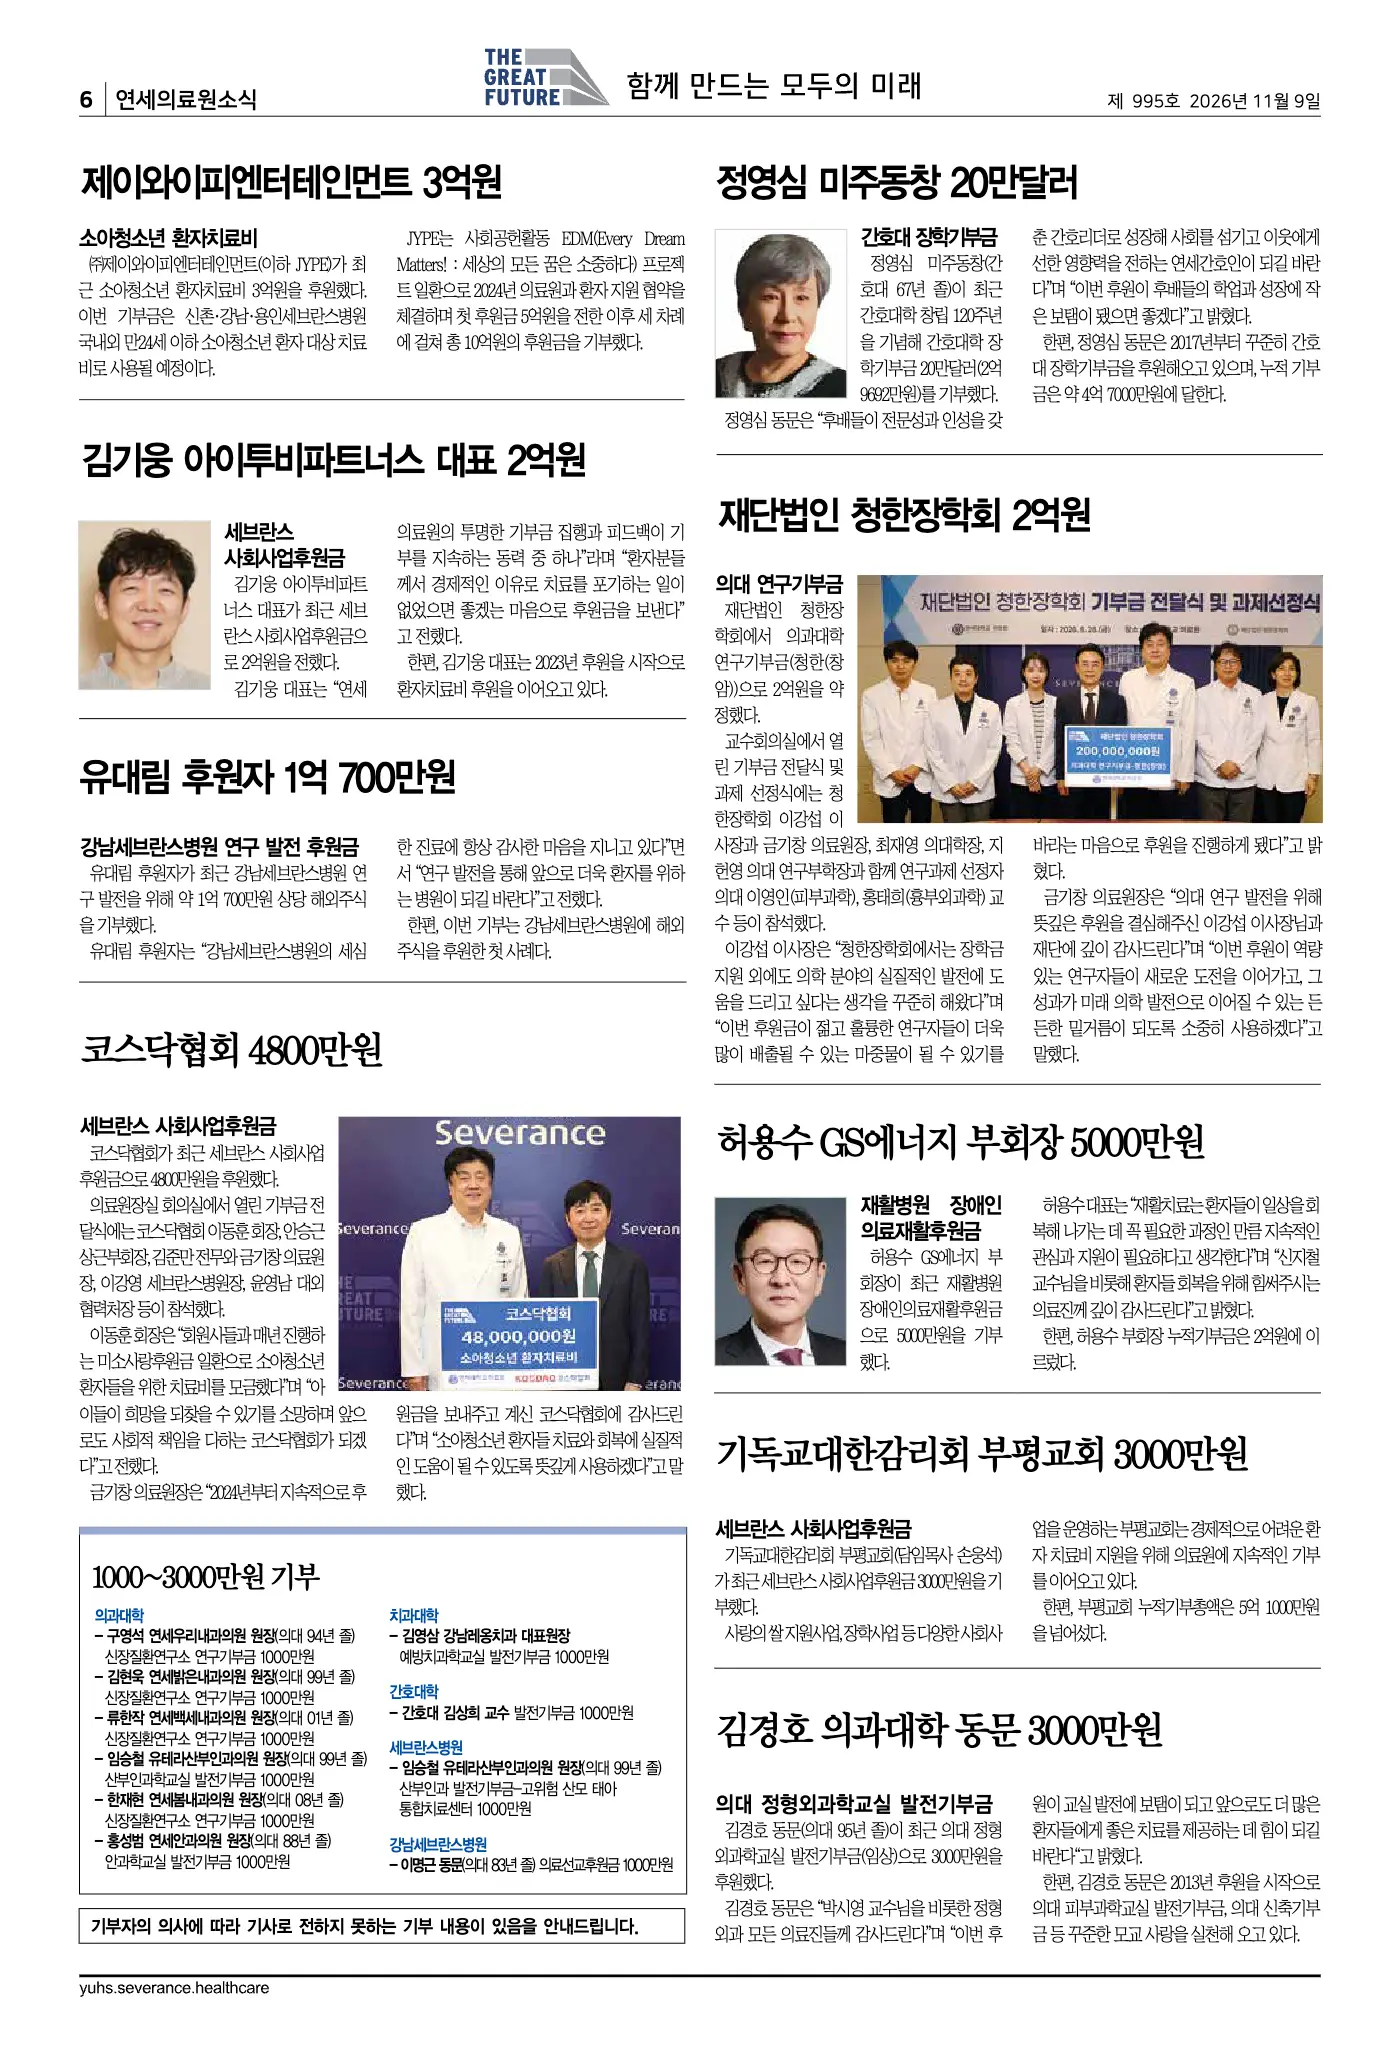 6 연세의료원소식
THE
GREAT
FUTURE
함께 만드는 모두의 미래
제 995호 2026년 11월 9일
제이와이피엔터테인먼트 3억원
소아청소년 환자치료비
㈜제이와이피엔터테인먼트(이하 JYPE)가 최
근 소아청소년 환자치료비 3억원을 후원했다.
이번 기부금은 신촌·강남·용인세브란스병원
국내외 만24세 이하 소아청소년 환자 대상 치료
비로 사용될 예정이다.
JYPE는 사회공헌활동 EDM(Every Dream
Matters! : 세상의 모든 꿈은 소중하다) 프로젝
트 일환으로 2024년 의료원과 환자 지원 협약을
체결하며 첫 후원금 5억원을 전한 이후 세 차례
에 걸쳐 총 10억원의 후원금을 기부했다.
김기웅 아이투비파트너스 대표 2억원
세브란스
사회사업후원금
김기웅 아이투비파트
너스 대표가 최근 세브
란스 사회사업후원금으
로 2억원을 전했다.
김기웅 대표는 “연세
의료원의 투명한 기부금 집행과 피드백이 기
부를 지속하는 동력 중 하나”라며 “환자분들
께서 경제적인 이유로 치료를 포기하는 일이
없었으면 좋겠는 마음으로 후원금을 보낸다”
고 전했다.
한편, 김기웅 대표는 2023년 후원을 시작으로
환자치료비 후원을 이어오고 있다.
유대림 후원자 1억 700만원
강남세브란스병원 연구 발전 후원금
유대림 후원자가 최근 강남세브란스병원 연
구 발전을 위해 약 1억 700만원 상당 해외주식
을 기부했다.
유대림 후원자는 “강남세브란스병원의 세심
한 진료에 항상 감사한 마음을 지니고 있다”면
서 “연구 발전을 통해 앞으로 더욱 환자를 위하
는 병원이 되길 바란다”고 전했다.
한편, 이번 기부는 강남세브란스병원에 해외
주식을 후원한 첫 사례다.
코스닥협회 4800만원
세브란스 사회사업후원금
코스닥협회가 최근 세브란스 사회사업
후원금으로 4800만원을 후원했다.
의료원장실 회의실에서 열린 기부금 전
달식에는 코스닥협회 이동훈 회장, 안승근
상근부회장, 김준만 전무와 금기창 의료원
장, 이강영 세브란스병원장, 윤영남 대외
협력처장 등이 참석했다.
이동훈 회장은 “회원사들과 매년 진행하
는 미소사랑후원금 일환으로 소아청소년
환자들을 위한 치료비를 모금했다”며 “아
이들이 희망을 되찾을 수 있기를 소망하며 앞으
로도 사회적 책임을 다하는 코스닥협회가 되겠
다”고 전했다.
금기창 의료원장은 “2024년부터 지속적으로 후
원금을 보내주고 계신 코스닥협회에 감사드린
다”며 “소아청소년 환자들 치료와 회복에 실질적
인 도움이 될 수 있도록 뜻깊게 사용하겠다”고 말
했다.
Severance
Severance
Severan
THE
GREAT
FUTURE
코스닥협회
48,000,000원
소아청소년 환자치료비
KOSDAQ 코스닥협회
Severance
1000~3000만원 기부
의과대학
– 구영석 연세우리내과의원 원장(의대 94년 졸)
신장질환연구소 연구기부금 1000만원
– 김현욱 연세밝은내과의원 원장(의대 99년 졸)
신장질환연구소 연구기부금 1000만원
– 류한작 연세백세내과의원 원장(의대 01년 졸)
신장질환연구소 연구기부금 1000만원
– 임승철 유테라산부인과의원 원장(의대 99년 졸)
산부인과학교실 발전기부금 1000만원
– 한재현 연세봄내과의원 원장(의대 08년 졸)
신장질환연구소 연구기부금 1000만원
– 홍성범 연세안과의원 원장(의대 88년 졸)
안과학교실 발전기부금 1000만원
치과대학
– 김영삼 강남레옹치과 대표원장
예방치과학교실 발전기부금 1000만원
간호대학
– 간호대 김상희 교수 발전기부금 1000만원
세브란스병원
– 임승철 유테라산부인과의원 원장(의대 99년 졸)
산부인과 발전기부금–고위험 산모 태아
통합치료센터 1000만원
강남세브란스병원
– 이명근 동문(의대 83년 졸) 의료선교후원금 1000만원
기부자의 의사에 따라 기사로 전하지 못하는 기부 내용이 있음을 안내드립니다.
정영심 미주동창 20만달러
간호대 장학기부금
정영심 미주동창(간
호대 67년 졸)이 최근
간호대학 창립 120주년
을 기념해 간호대학 장
학기부금 20만달러(2억
9692만원)를 기부했다.
정영심 동문은 “후배들이 전문성과 인성을 갖
춘 간호리더로 성장해 사회를 섬기고 이웃에게
선한 영향력을 전하는 연세간호인이 되길 바란
다”며 “이번 후원이 후배들의 학업과 성장에 작
은 보탬이 됐으면 좋겠다”고 밝혔다.
한편, 정영심 동문은 2017년부터 꾸준히 간호
대 장학기부금을 후원해오고 있으며, 누적 기부
금은 약 4억 7000만원에 달한다.
재단법인 청한장학회 2억원
의대 연구기부금
재단법인 청한장
학회에서 의과대학
연구기부금(청한(창
암))으로 2억원을 약
정했다.
교수회의실에서 열
린 기부금 전달식 및
과제 선정식에는 청
한장학회 이강섭 이
사장과 금기창 의료원장, 최재영 의대학장, 지
헌영 의대 연구부학장과 함께 연구과제 선정자
의대 이영인(피부과학), 홍태희(흉부외과학) 교
수 등이 참석했다.
이강섭 이사장은 “청한장학회에서는 장학금
지원 외에도 의학 분야의 실질적인 발전에 도
움을 드리고 싶다는 생각을 꾸준히 해왔다”며
“이번 후원금이 젊고 훌륭한 연구자들이 더욱
많이 배출될 수 있는 마중물이 될 수 있기를
재단법인 청한장학회 기부금 전달식 및 과제선정식
SEVERANCE
재단법인 청한장학회
200,000,000원
바라는 마음으로 후원을 진행하게 됐다”고 밝
혔다.
금기창 의료원장은 “의대 연구 발전을 위해
뜻깊은 후원을 결심해주신 이강섭 이사장님과
재단에 깊이 감사드린다”며 “이번 후원이 역량
있는 연구자들이 새로운 도전을 이어가고, 그
성과가 미래 의학 발전으로 이어질 수 있는 든
든한 밑거름이 되도록 소중히 사용하겠다”고
말했다.
허용수 GS에너지 부회장 5000만원
재활병원 장애인
의료재활후원금
허용수 GS에너지 부
회장이 최근 재활병원
장애인의료재활후원금
으로 5000만원을 기부
했다.
허용수 대표는 “재활치료는 환자들이 일상을 회
복해 나가는 데 꼭 필요한 과정인 만큼 지속적인
관심과 지원이 필요하다고 생각한다”며 “신지철
교수님을 비롯해 환자들 회복을 위해 힘써주시는
의료진께 깊이 감사드린다”고 밝혔다.
한편, 허용수 부회장 누적기부금은 2억원에 이
르렀다.
기독교대한감리회 부평교회 3000만원
세브란스 사회사업후원금
기독교대한감리회 부평교회(담임목사 손웅석)
가 최근 세브란스 사회사업후원금 3000만원을 기
부했다.
사랑의 쌀 지원사업, 장학사업 등 다양한 사회사
업을 운영하는 부평교회는 경제적으로 어려운 환
자 치료비 지원을 위해 의료원에 지속적인 기부
를 이어오고 있다.
한편, 부평교회 누적기부총액은 5억 1000만원
을 넘어섰다.
김경호 의과대학 동문 3000만원
의대 정형외과학교실 발전기부금
김경호 동문(의대 95년 졸)이 최근 의대 정형
외과학교실 발전기부금(임상)으로 3000만원을
후원했다.
김경호 동문은 “박시영 교수님을 비롯한 정형
외과 모든 의료진들께 감사드린다”며 “이번 후
원이 교실 발전에 보탬이 되고 앞으로도 더 많은
환자들에게 좋은 치료를 제공하는 데 힘이 되길
바란다“고 밝혔다.
한편, 김경호 동문은 2013년 후원을 시작으로
의대 피부과학교실 발전기부금, 의대 신축기부
금 등 꾸준한 모교 사랑을 실천해 오고 있다.
yuhs.severance.healthcare